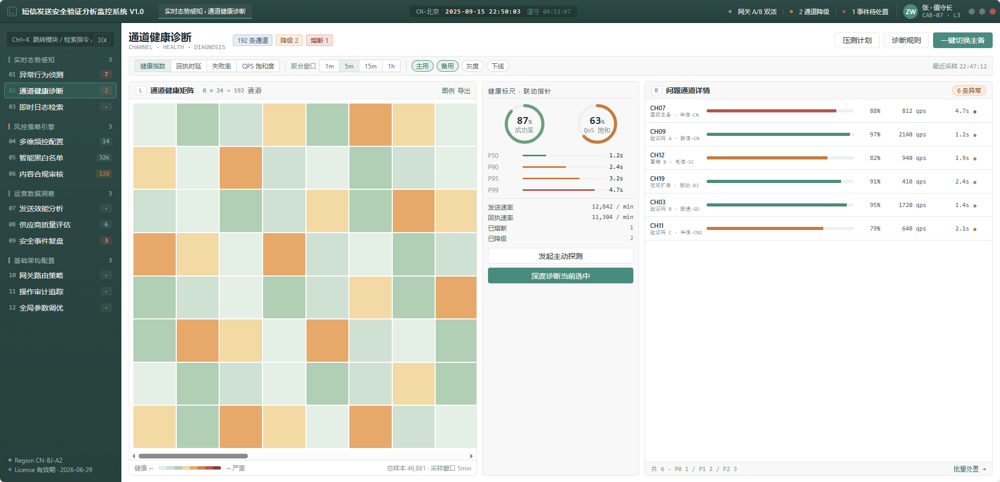 短信发送安全验证分析监控系统 V1.0
实时态势感知 › 通道健康诊断
CN·北京 2025-09-15 22:50:03 值守 04:12:07
网关 A/B 双活
2 通道降级
1 事件待处置
ZW
张 · 值守长
CAB-07 · L3
Ctrl+K 跳转模块 / 检索指令 / ⌘K
实时态势感知 3
01 异常行为侦测 7
02 通道健康诊断 2
03 即时日志检索 ·
风控策略引擎 3
04 多维频控配置 14
05 智能黑白名单 32k
06 内容合规审核 128
运营数据洞察 3
07 发送效能分析 ·
08 供应商质量评估 6
09 安全事件复盘 3
基础架构配置 3
10 网关路由策略 ·
11 操作审计追踪 ·
12 全局参数调优 ·
Region CN-BJ-A2
License 有效期 · 2026-06-29
通道健康诊断
CHANNEL · HEALTH · DIAGNOSIS
192 条通道 降级 2 熔断 1
压测计划 诊断规则 一键切换主备
健康指数 回执时延 失败率 QPS 饱和度 聚合窗口 1m 5m 15m 1h 主用 备用 灰度 下线
最近采样 22:47:12
L 通道健康矩阵 8 × 24 = 192 通道 图例 导出
健康 ← → 严重
总样本 46,881 · 采样窗口 5min
健康标尺 · 联动指针
87%
成功率
63%
QoS 饱和
P50 1.2s
P90 2.4s
P95 3.2s
P99 4.7s
发送速率 12,842 / min
回执速率 11,304 / min
已熔断 1
已降级 2
发起主动探测
深度诊断当前选中
R 问题通道详情 6 条异常
CH07
国际主备 · 华信-CN
88% 812 qps 4.7s
CH09
验证码 A · 联信-CN
97% 2140 qps 1.2s
CH12
营销 B · 电信-SC
82% 940 qps 1.9s
CH19
夜间扩容 · 移动-BJ
91% 410 qps 2.4s
CH03
验证码 B · 联通-GD
95% 1720 qps 1.4s
CH11
验证码 C · 华信-CN2
79% 640 qps 2.1s
共 6 · P0 1 / P1 2 / P2 3
批量处置 →